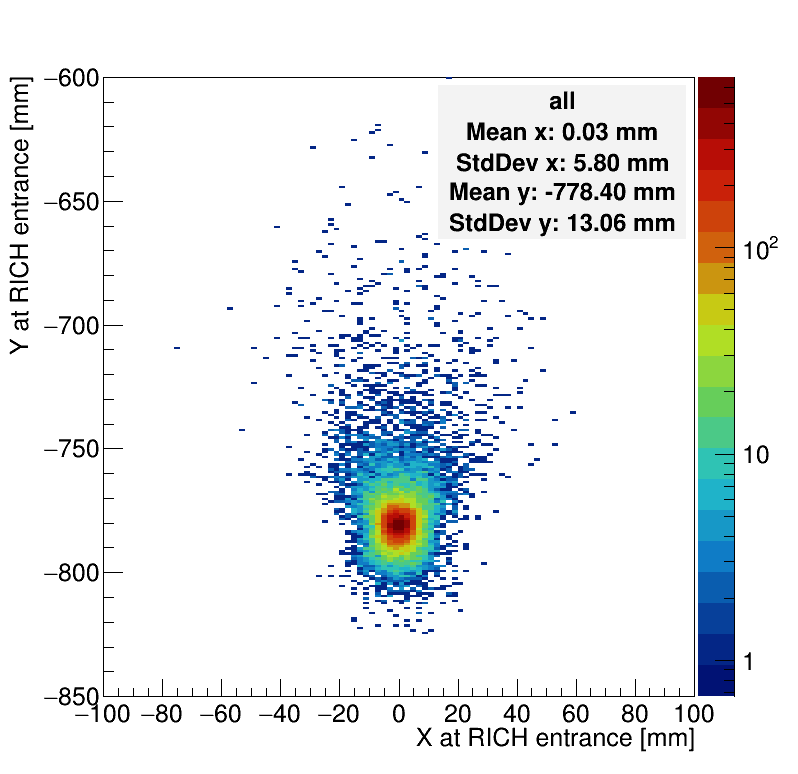 all
Mean x: 0.03 mm
StdDev x: 5.80 mm
Mean y: -778.40 mm
StdDev y: 13.06 mm
Y at RICH entrance [mm]
−600
−650
−700
−750
−800
−850
−100 −80 −60 −40 −20 0 20 40 60 80 100
X at RICH entrance [mm]
10²
10
1